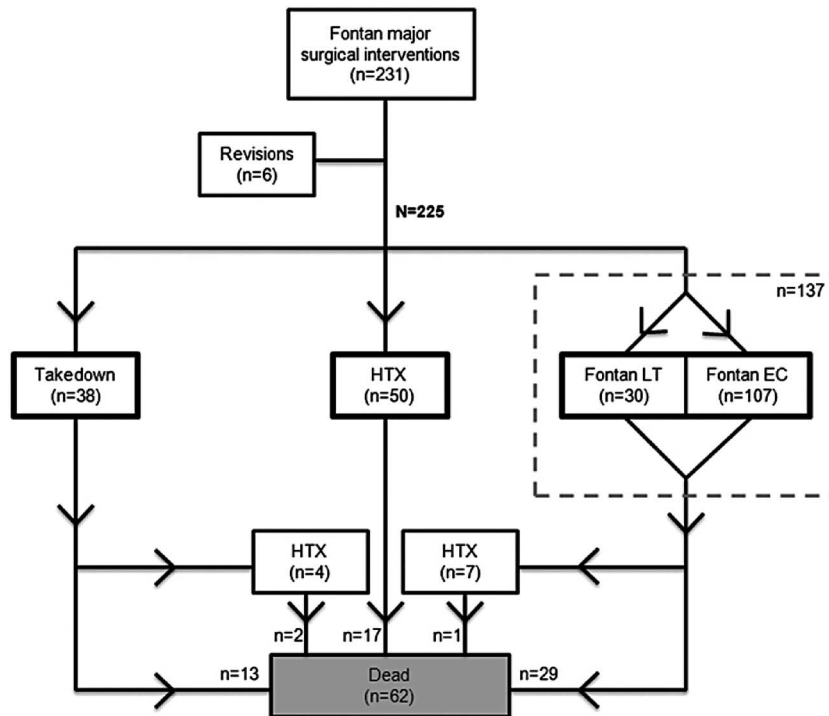 Fontan major
surgical interventions
(n=231)
Revisions
(n=6)
N=225
n=137
Takedown
(n=38)
HTX
(n=50)
Fontan LT
(n=30)
Fontan EC
(n=107)
HTX
(n=4)
HTX
(n=7)
n=2
n=17
n=1
n=13
Dead
(n=62)
n=29